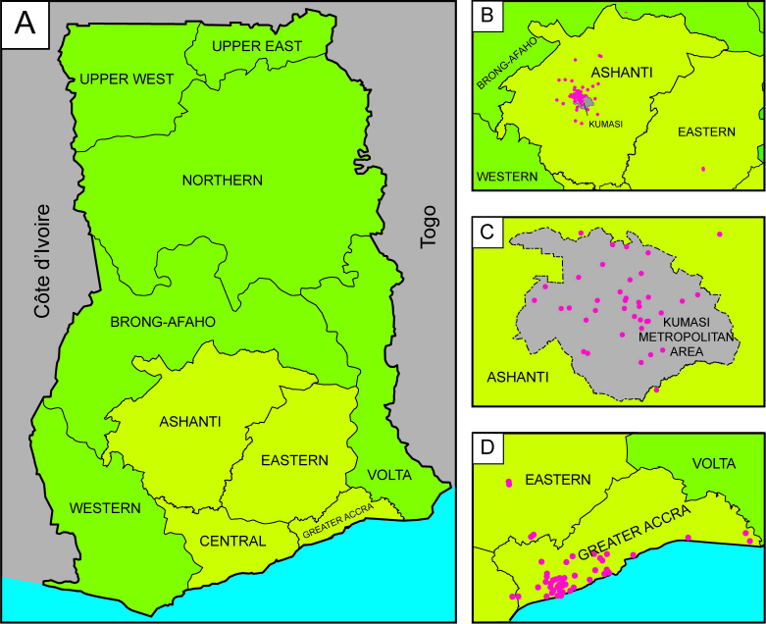 A
UPPER EAST
UPPER WEST
NORTHERN
Côte d'Ivoire
Togo
BRONG-AFAHO
ASHANTI
EASTERN
VOLTA
WESTERN
CENTRAL
GREATER ACCRA
B
BRONG-AFAHO
ASHANTI
KUMASI
EASTERN
WESTERN
C
KUMASI
METROPOLITAN
AREA
ASHANTI
D
EASTERN
VOLTA
GREATER ACCRA